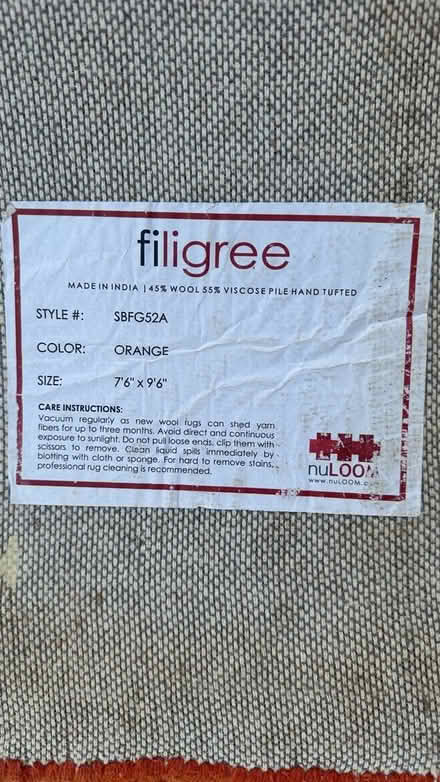 filigree
MADE IN INDIA | 45% WOOL 55% VISCOSE PILE HAND TUFTED
STYLE #: SBFG52A
COLOR: ORANGE
SIZE: 7'6" x 9'6"
CARE INSTRUCTIONS:
Vacuum regularly as new wool rugs can shed yarn
fibers for up to three months. Avoid direct and continuous
exposure to sunlight. Do not pull loose ends, clip them with
scissors to remove. Clean liquid spills immediately by
blotting with cloth or sponge. For hard to remove stains,
professional rug cleaning is recommended.
nuLOOM
www.nuLOOM.c